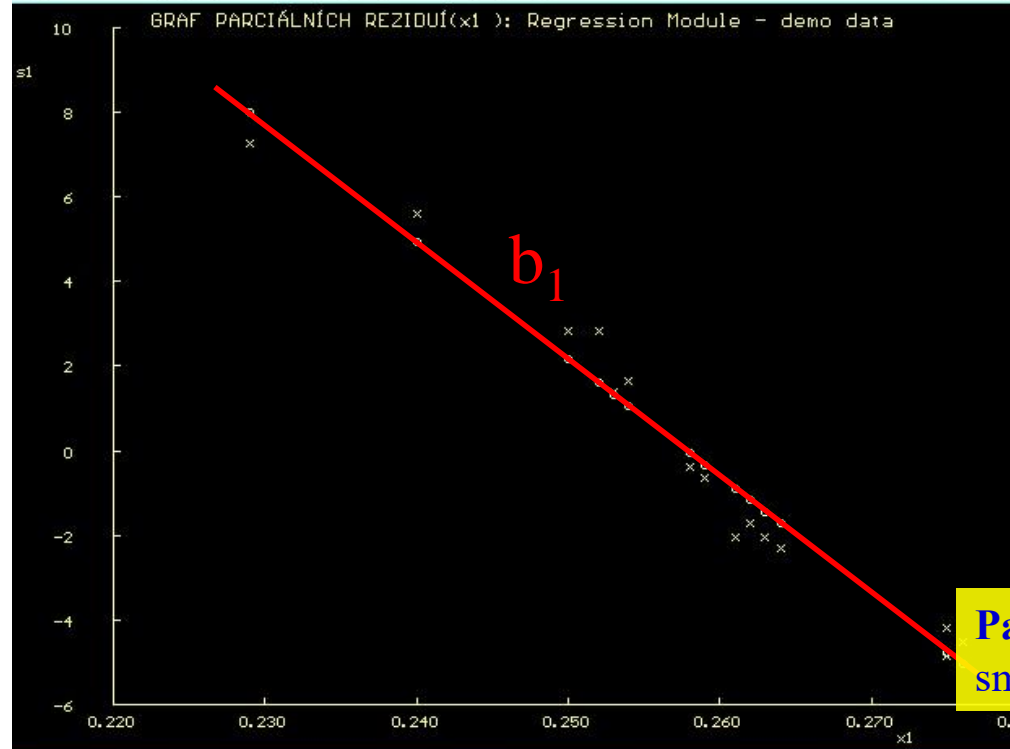 GRAF PARCIÁLNÍCH REZIDUÍ(x1 ): Regression Module - demo data
10
s1
8
6
b₁
4
2
0
-2
-4
-6
0.220 0.230 0.240 0.250 0.260 0.270
x1